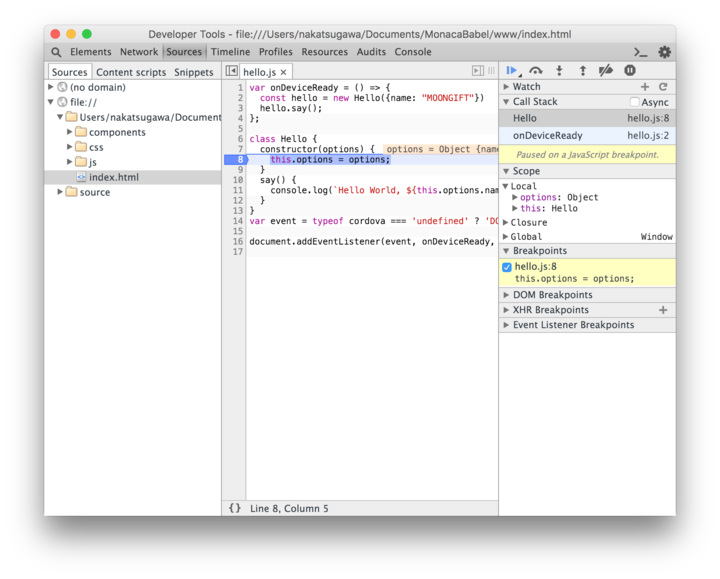 Developer Tools - file:///Users/nakatsugawa/Documents/MonacaBabel/www/index.html
Elements Network Sources Timeline Profiles Resources Audits Console
Sources Content scripts Snippets
(no domain)
file://
Users/nakatsugawa/Document
components
css
js
index.html
source
hello.js
1 var onDeviceReady = () => {
2 const hello = new Hello({name: "MOONGIFT"})
3 hello.say();
4 };
5
6 class Hello {
7 constructor(options) { options = Object {name
8 this.options = options;
9 }
10 say() {
11 console.log(`Hello World, ${this.options.nam
12 }
13 }
14 var event = typeof cordova === 'undefined' ? 'DO
15
16 document.addEventListener(event, onDeviceReady,
17
{} Line 8, Column 5
Watch
Call Stack Async
Hello hello.js:8
onDeviceReady hello.js:2
Paused on a JavaScript breakpoint.
Scope
Local
options: Object
this: Hello
Closure
Global Window
Breakpoints
hello.js:8
this.options = options;
DOM Breakpoints
XHR Breakpoints
Event Listener Breakpoints